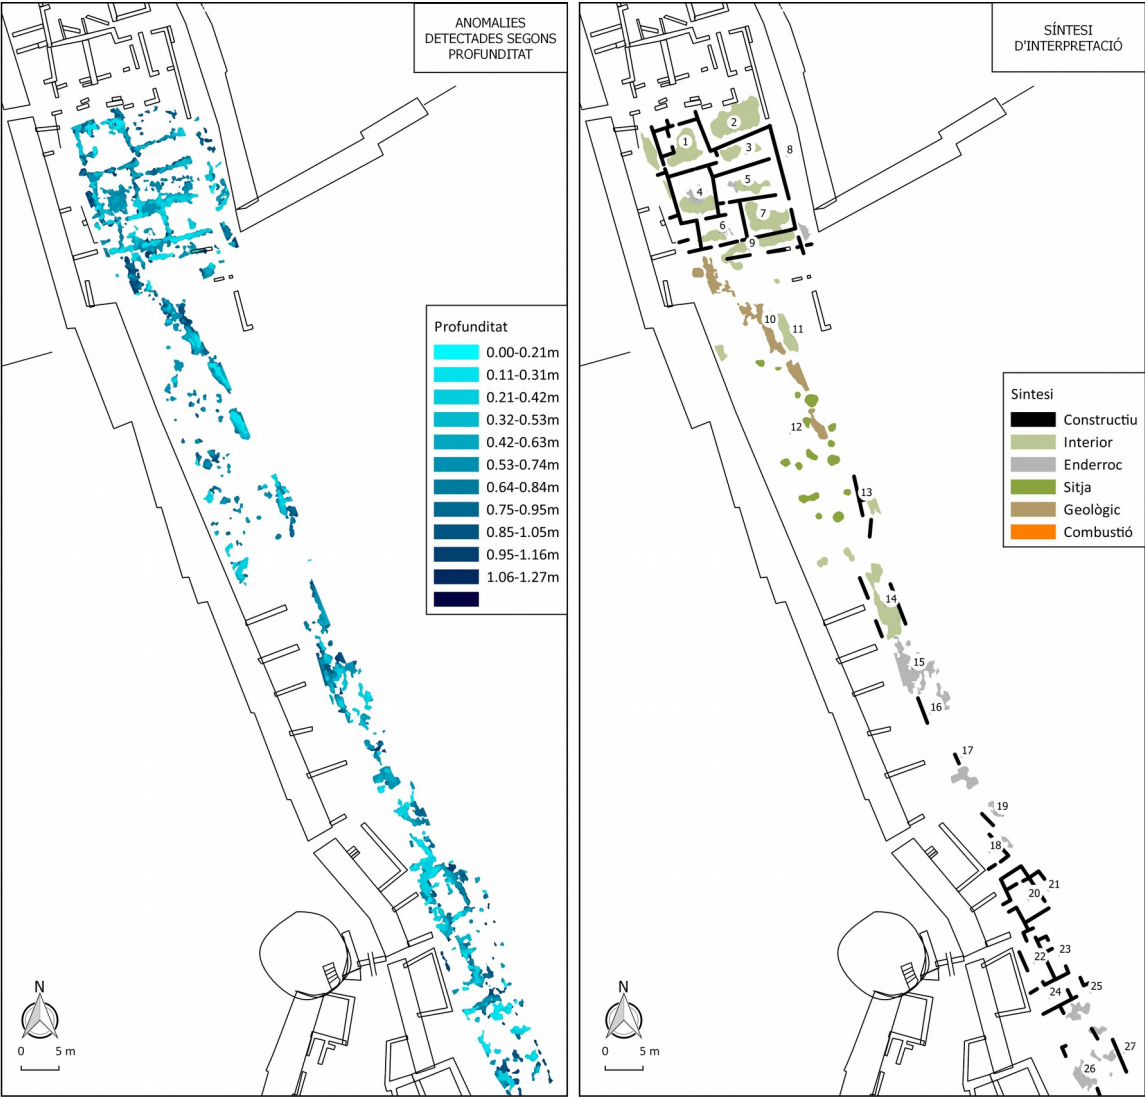 ANOMALIES
DETECTADES SEGONS
PROFUNDITAT
Profunditat
0.00-0.21m
0.11-0.31m
0.21-0.42m
0.32-0.53m
0.42-0.63m
0.53-0.74m
0.64-0.84m
0.75-0.95m
0.85-1.05m
0.95-1.16m
1.06-1.27m
N
0 5 m
SÍNTESI
D'INTERPRETACIÓ
1
2
3
8
4
5
6
7
9
10
11
12
13
14
15
16
17
19
18
20
21
22
23
24
25
26
27
Sintesi
Constructiu
Interior
Enderroc
Sitja
Geològic
Combustió
N
0 5 m